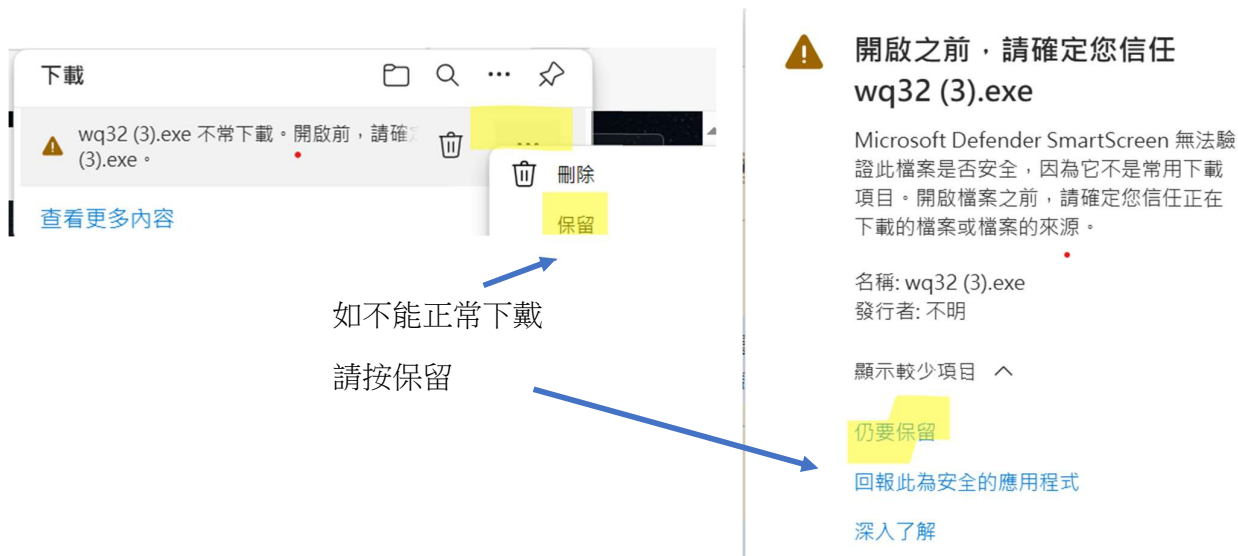 下載
wq32 (3).exe 不常下載。開啟前，請確
(3).exe。
刪除
保留
查看更多內容
如不能正常下戴
請按保留
開啟之前，請確定您信任
wq32 (3).exe
Microsoft Defender SmartScreen 無法驗
證此檔案是否安全，因為它不是常用下載
項目。開啟檔案之前，請確定您信任正在
下載的檔案或檔案的來源。
名稱: wq32 (3).exe
發行者: 不明
顯示較少項目
仍要保留
回報此為安全的應用程式
深入了解